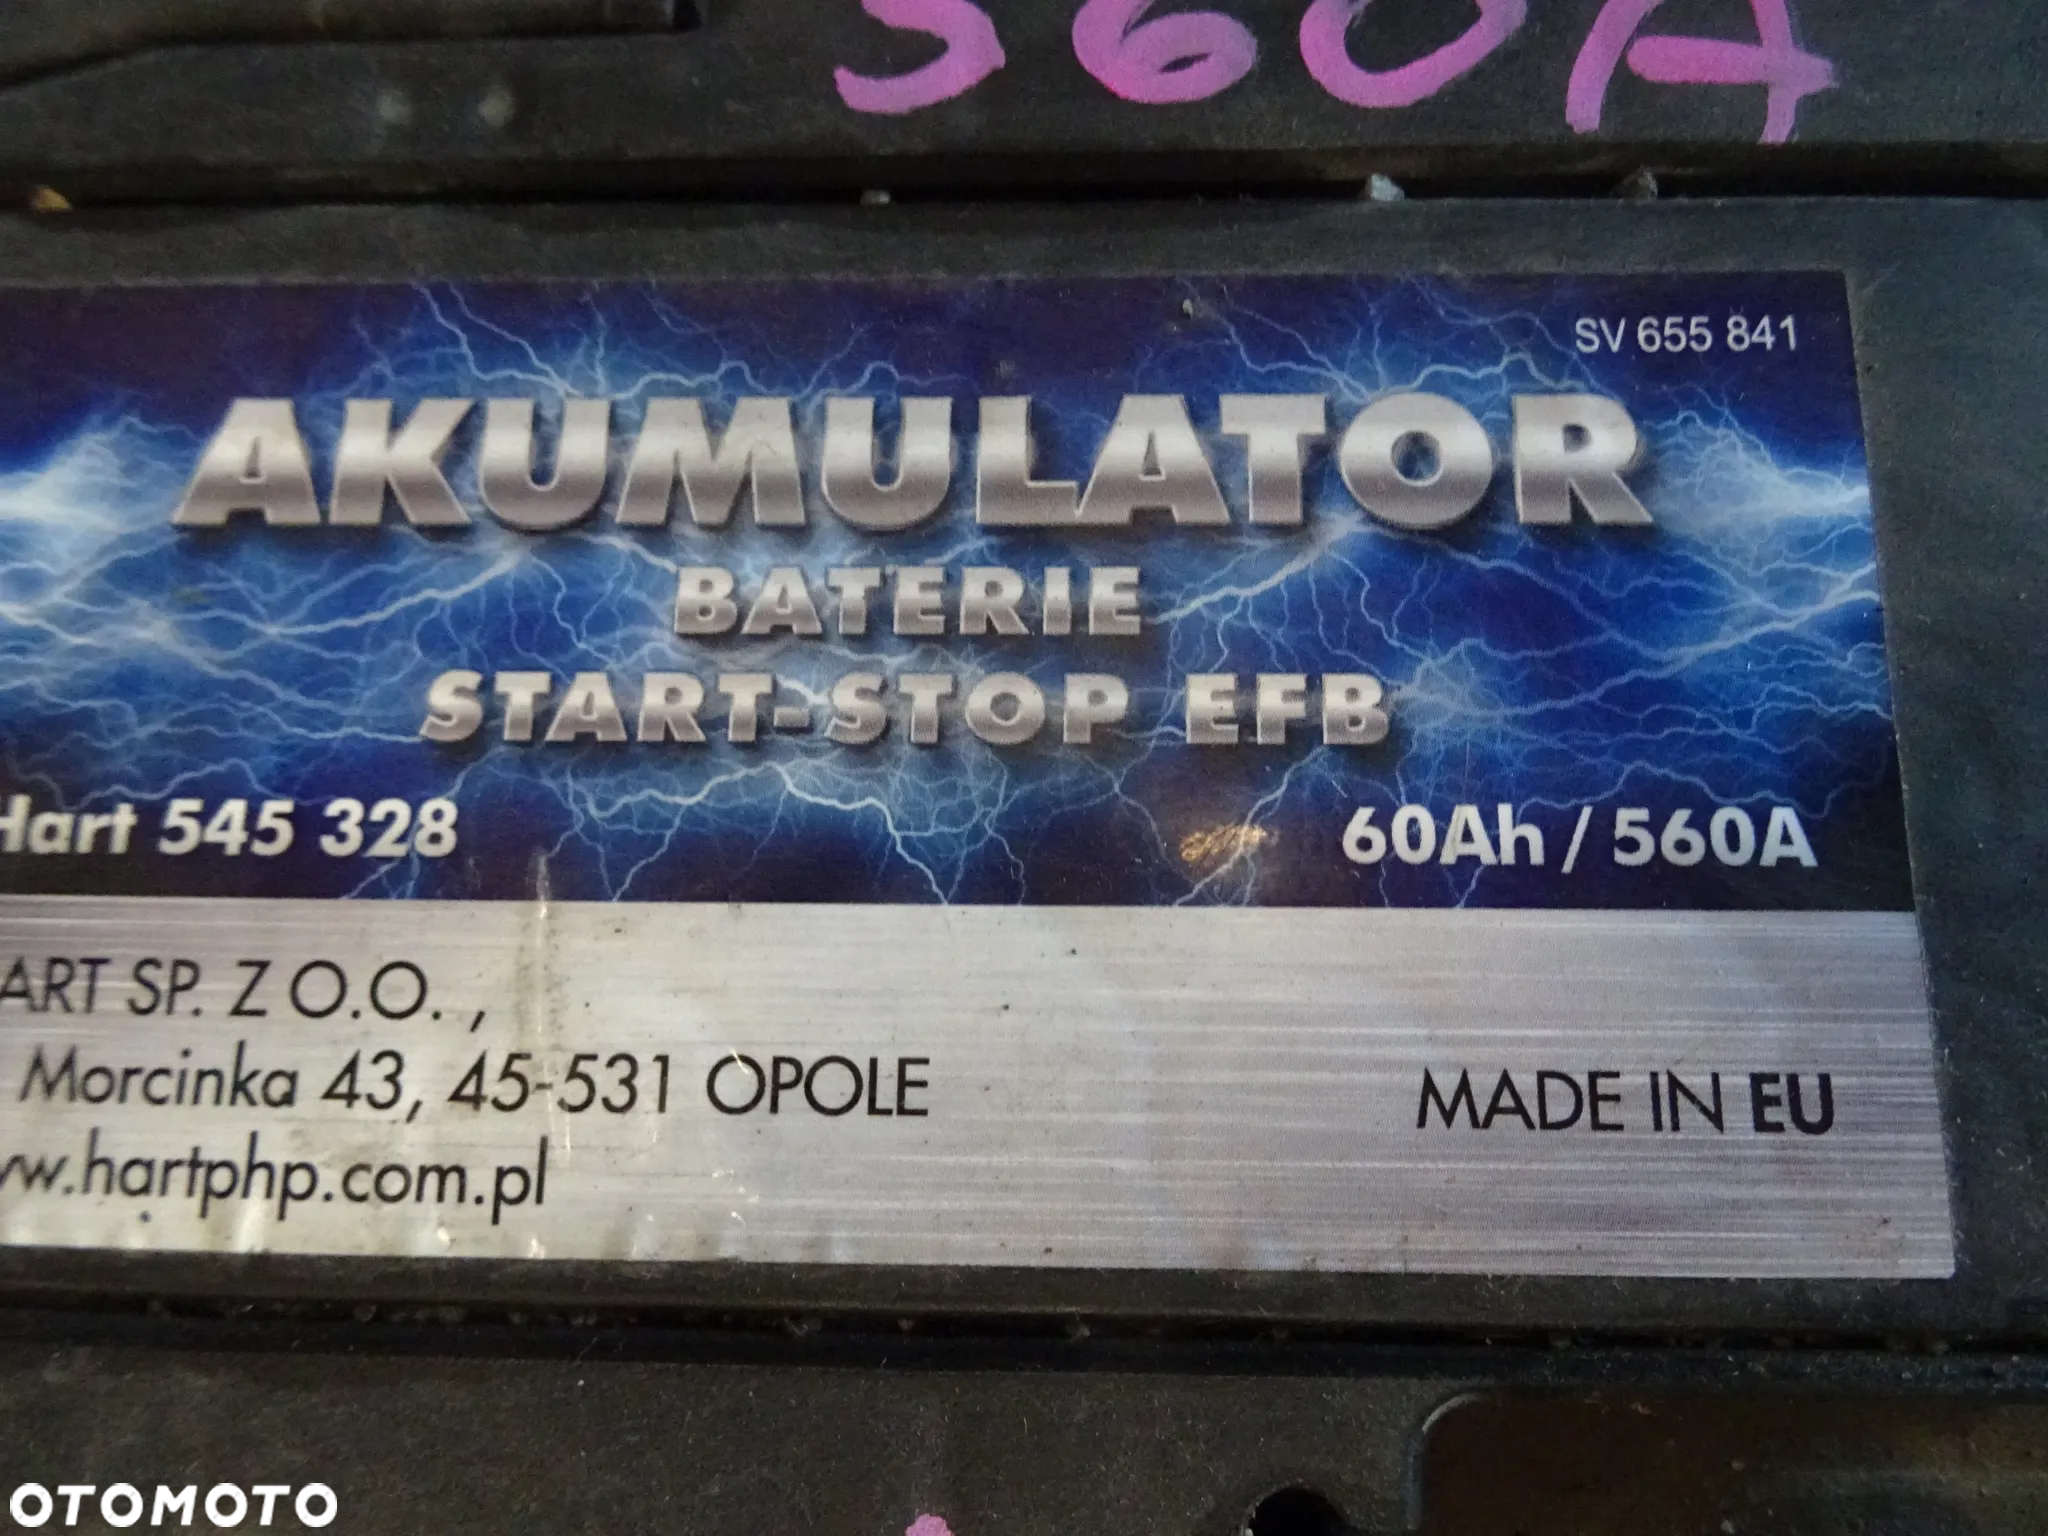 560A
SV 655 841
AKUMULATOR
BATERIE
START-STOP EFB
Hart 545 328
60Ah / 560A
SP. Z O.O. ,
Morcinka 43, 45-531 OPOLE
MADE IN EU
.hartphp.com.pl
OTOMOTO